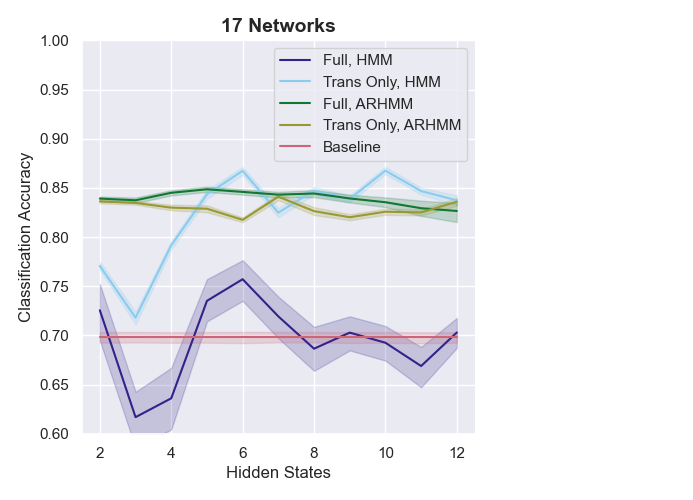 17 Networks
1.00
0.95
0.90
0.85
0.80
0.75
0.70
0.65
0.60
Classification Accuracy
Full, HMM
Trans Only, HMM
Full, ARHMM
Trans Only, ARHMM
Baseline
2 4 6 8 10 12
Hidden States